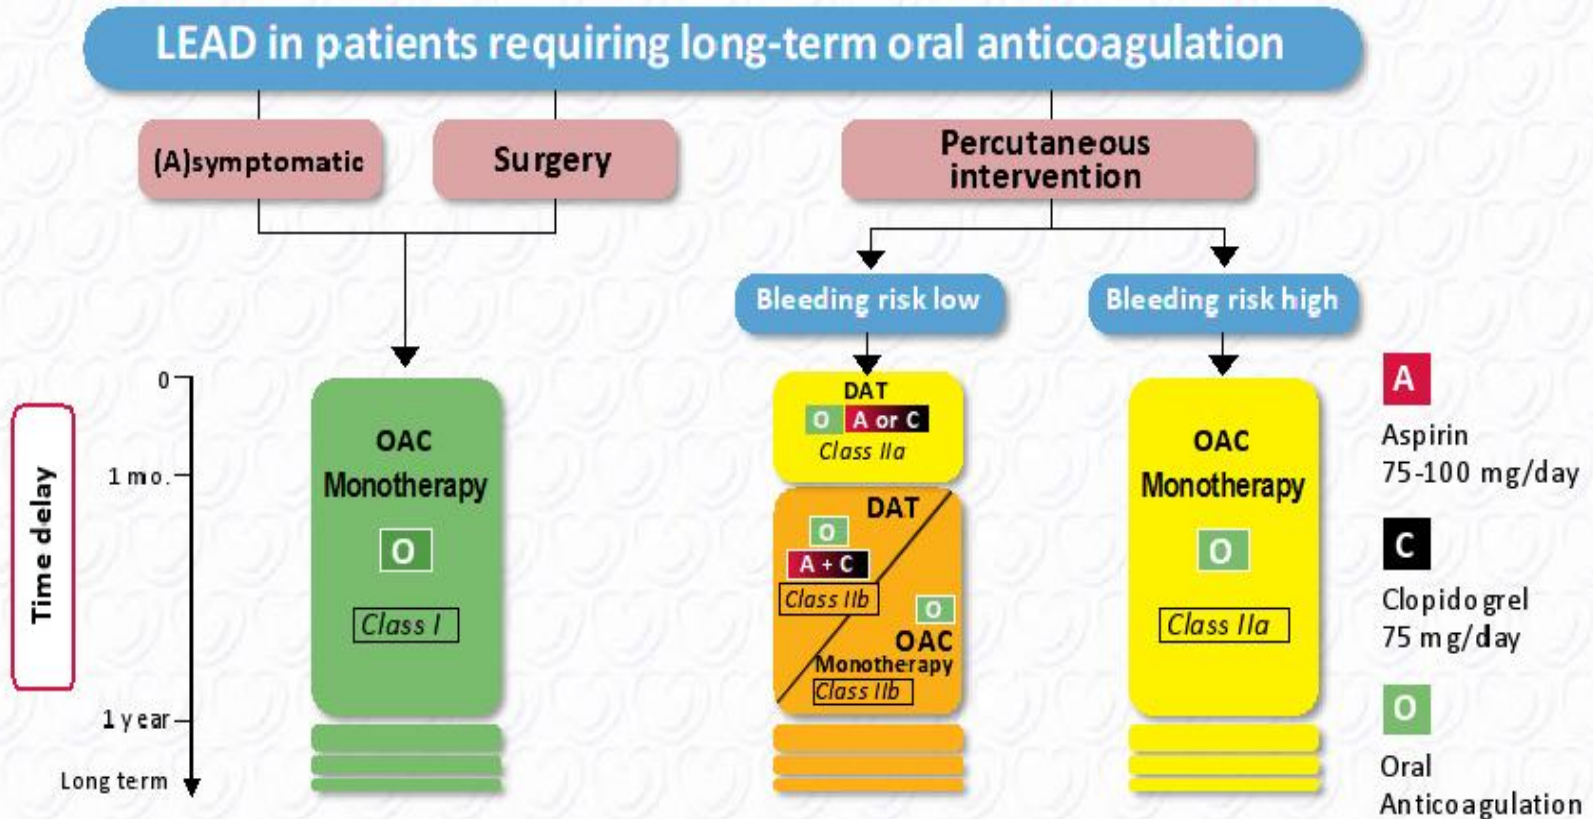 LEAD in patients requiring long-term oral anticoagulation
(A)symptomatic
Surgery
Percutaneous
intervention
Bleeding risk low
Bleeding risk high
Time delay
0
1 mo.
1 year
Long term
OAC
Monotherapy
O
Class I
DAT
O A or C
Class IIa
DAT
O
A + C
Class IIb
O
OAC
Monotherapy
Class IIb
OAC
Monotherapy
O
Class IIa
A
Aspirin
75-100 mg/day
C
Clopidogrel
75 mg/day
O
Oral
Anticoagulation